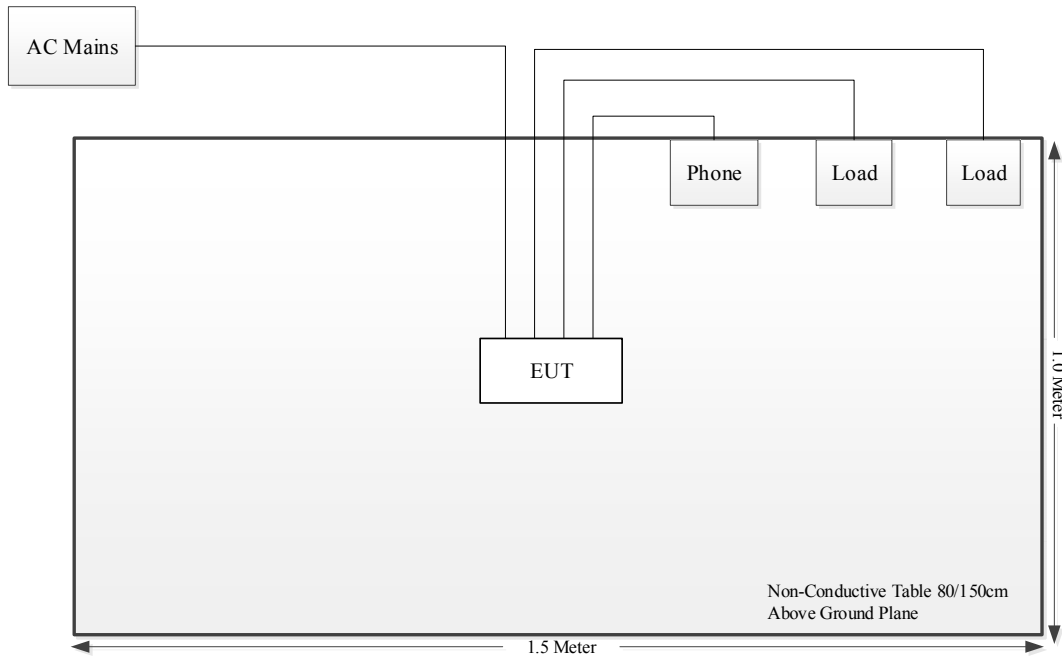 AC Mains
Phone
Load
Load
EUT
1.0 Meter
Non-Conductive Table 80/150cm
Above Ground Plane
1.5 Meter